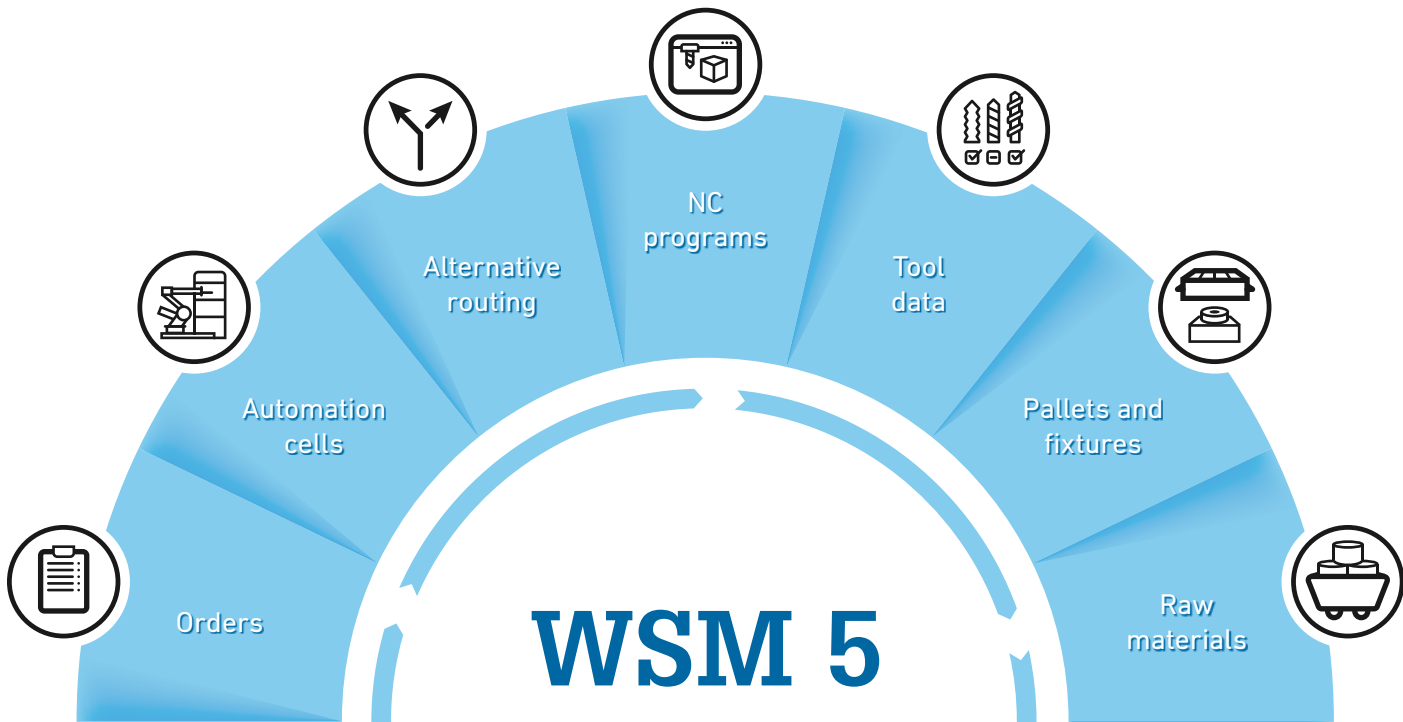 NC
programs
Alternative
routing
Tool
data
Automation
cells
Pallets and
fixtures
Orders
Raw
materials
WSM 5